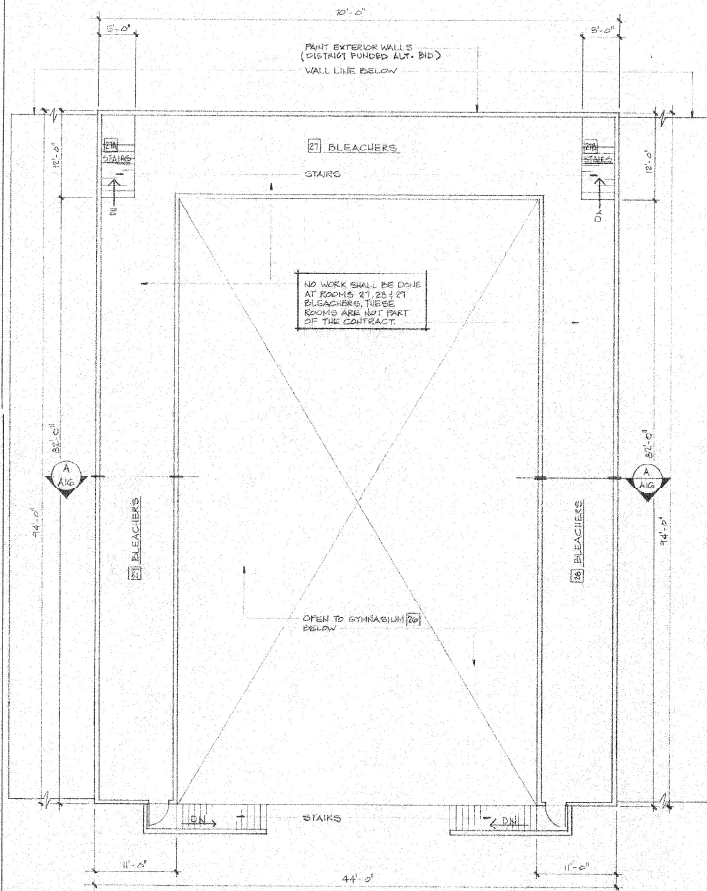 70'-0"
5'-0"
5'-0"
PAINT EXTERIOR WALLS
(DISTRICT FUNDED ALT. BID)
WALL LINE BELOW
27A
STAIRS
DN
12'-0"
27 BLEACHERS
STAIRS
STAIRS
DN
12'-0"
NO WORK SHALL BE DONE
AT ROOMS 27, 28 & 29
BLEACHERS, THESE
ROOMS ARE NOT PART
OF THE CONTRACT.
82'-0"
94'-0"
A
A16
A
A16
82'-0"
94'-0"
BLEACHERS
28 BLEACHERS
OPEN TO GYMNASIUM 26
BELOW
DN
STAIRS
DN
11'-0"
11'-0"
44'-0"